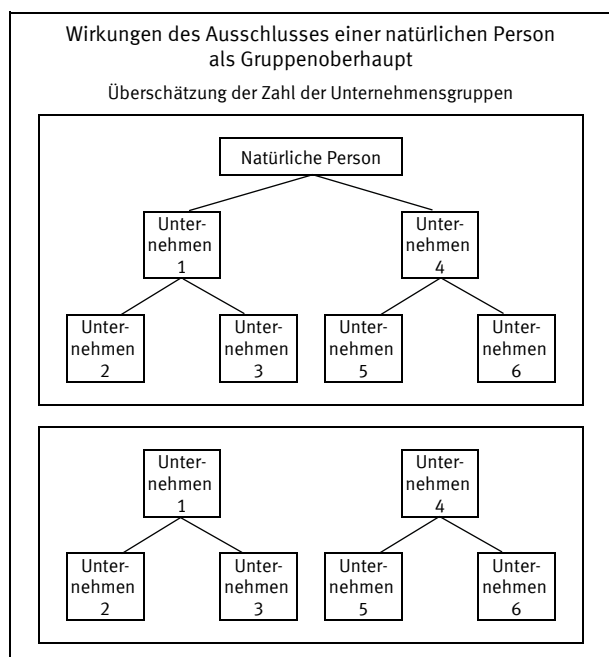 Wirkungen des Ausschlusses einer natürlichen Person
als Gruppenoberhaupt
Überschätzung der Zahl der Unternehmensgruppen
Natürliche Person
Unter-
nehmen
1
Unter-
nehmen
4
Unter-
nehmen
2
Unter-
nehmen
3
Unter-
nehmen
5
Unter-
nehmen
6
Unter-
nehmen
1
Unter-
nehmen
4
Unter-
nehmen
2
Unter-
nehmen
3
Unter-
nehmen
5
Unter-
nehmen
6